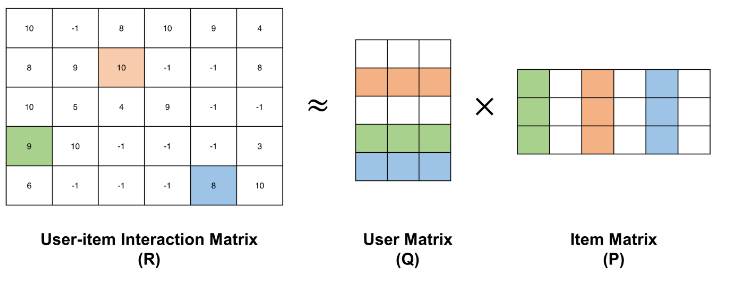 10 -1 8 10 9 4
8 9 10 -1 -1 8
10 5 4 9 -1 -1
9 10 -1 -1 -1 3
6 -1 -1 -1 8 10
≈ ×
User-item Interaction Matrix
(R)
User Matrix
(Q)
Item Matrix
(P)